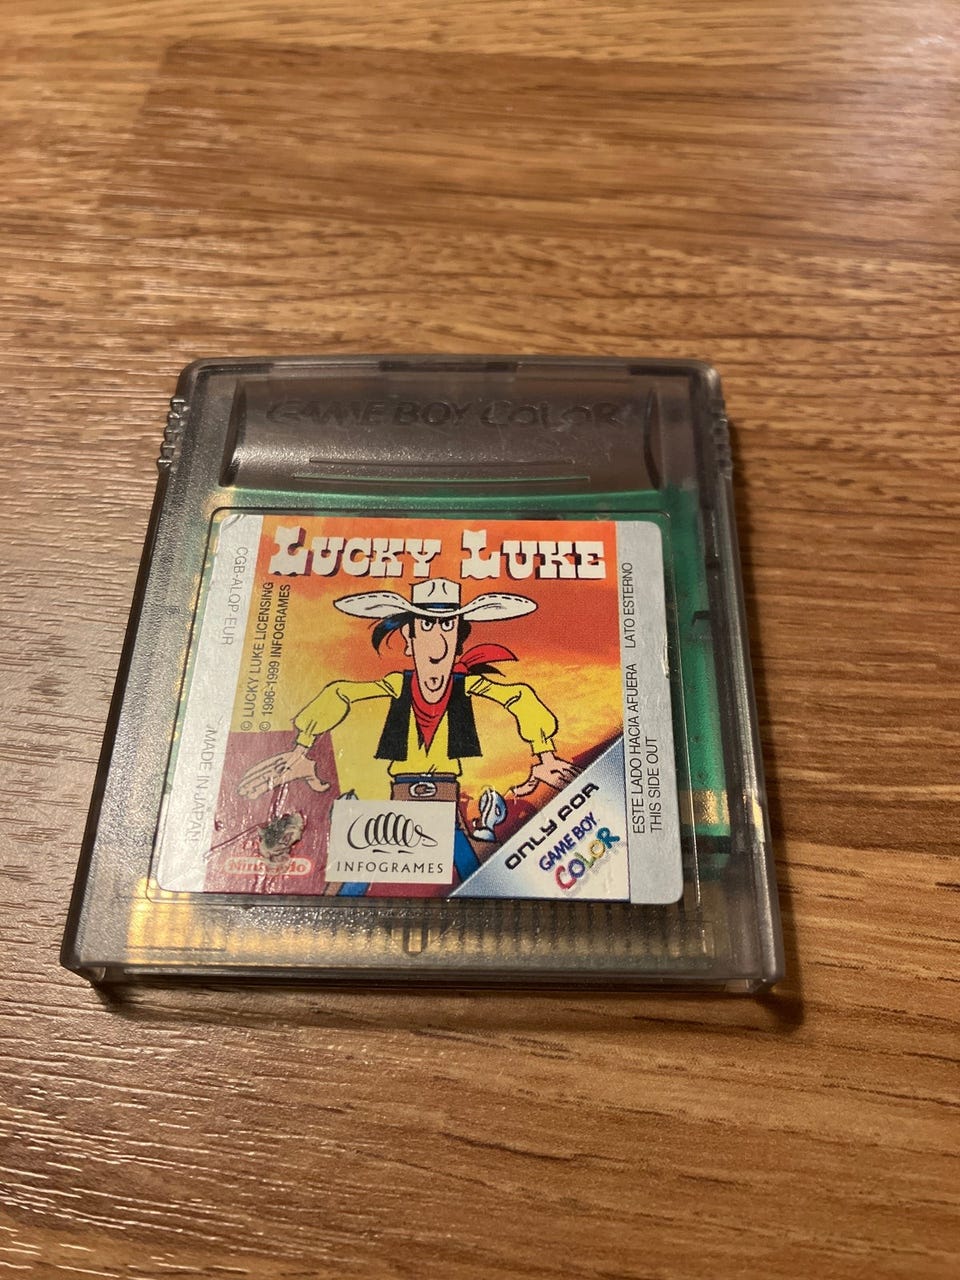 GAME BOY COLOR
LUCKY LUKE
© LUCKY LUKE LICENSING
© 1996-1999 INFOGRAMES
CGB-ALOP-EUR
MADE IN JAPAN
Nintendo
INFOGRAMES
ONLY FOR
GAME BOY
COLOR
ESTE LADO HACIA AFUERA LATO ESTERNO
THIS SIDE OUT